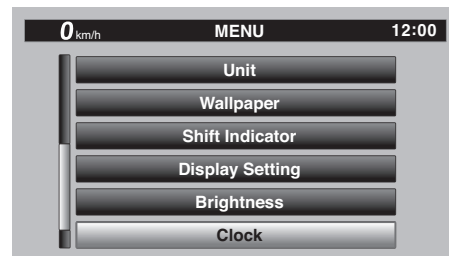 0 km/h MENU 12:00
Unit
Wallpaper
Shift Indicator
Display Setting
Brightness
Clock